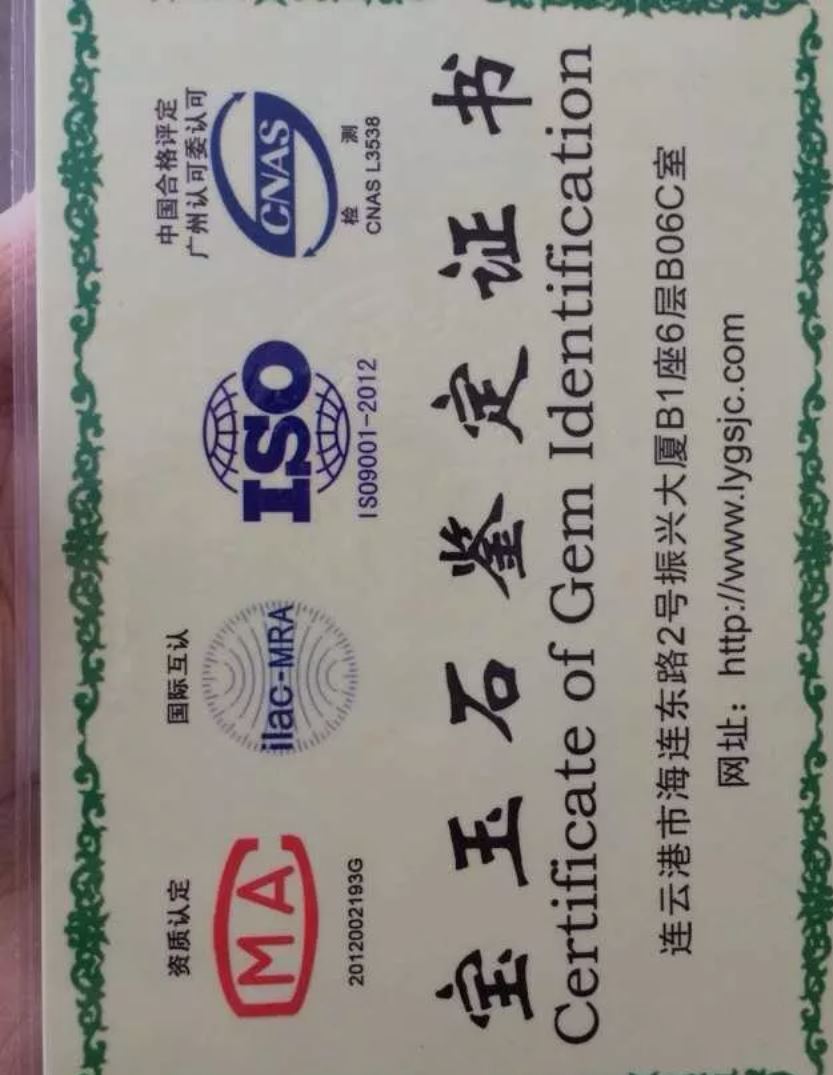 资质认定
MA
2012002193G
国际互认
ilac-MRA
ISO
ISO9001-2012
中国合格评定
广州认可委认可
CNAS
检 测
CNAS L3538
宝玉石鉴定证书
Certificate of Gem Identification
连云港市海连东路2号振兴大厦B1座6层B06C室
网址：http://www.lygsjc.com